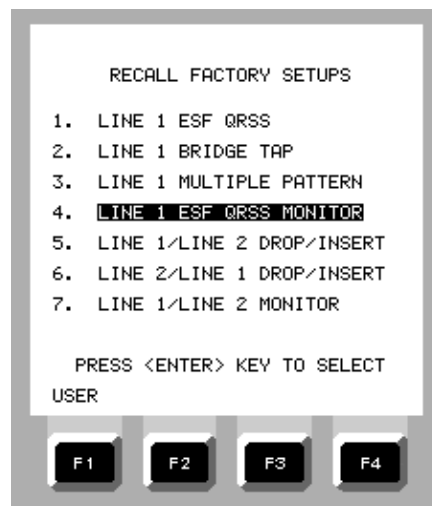 RECALL FACTORY SETUPS
1. LINE 1 ESF QRSS
2. LINE 1 BRIDGE TAP
3. LINE 1 MULTIPLE PATTERN
4. LINE 1 ESF QRSS MONITOR
5. LINE 1/LINE 2 DROP/INSERT
6. LINE 2/LINE 1 DROP/INSERT
7. LINE 1/LINE 2 MONITOR
PRESS <ENTER> KEY TO SELECT
USER
F1 F2 F3 F4